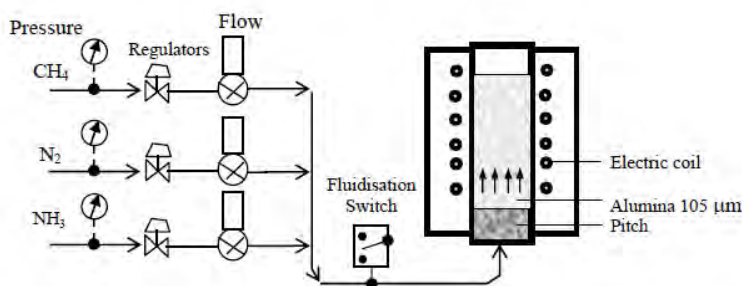 Pressure
Flow
Regulators
CH₄
N₂
NH₃
Fluidisation
Switch
Electric coil
Alumina 105 μm
Pitch